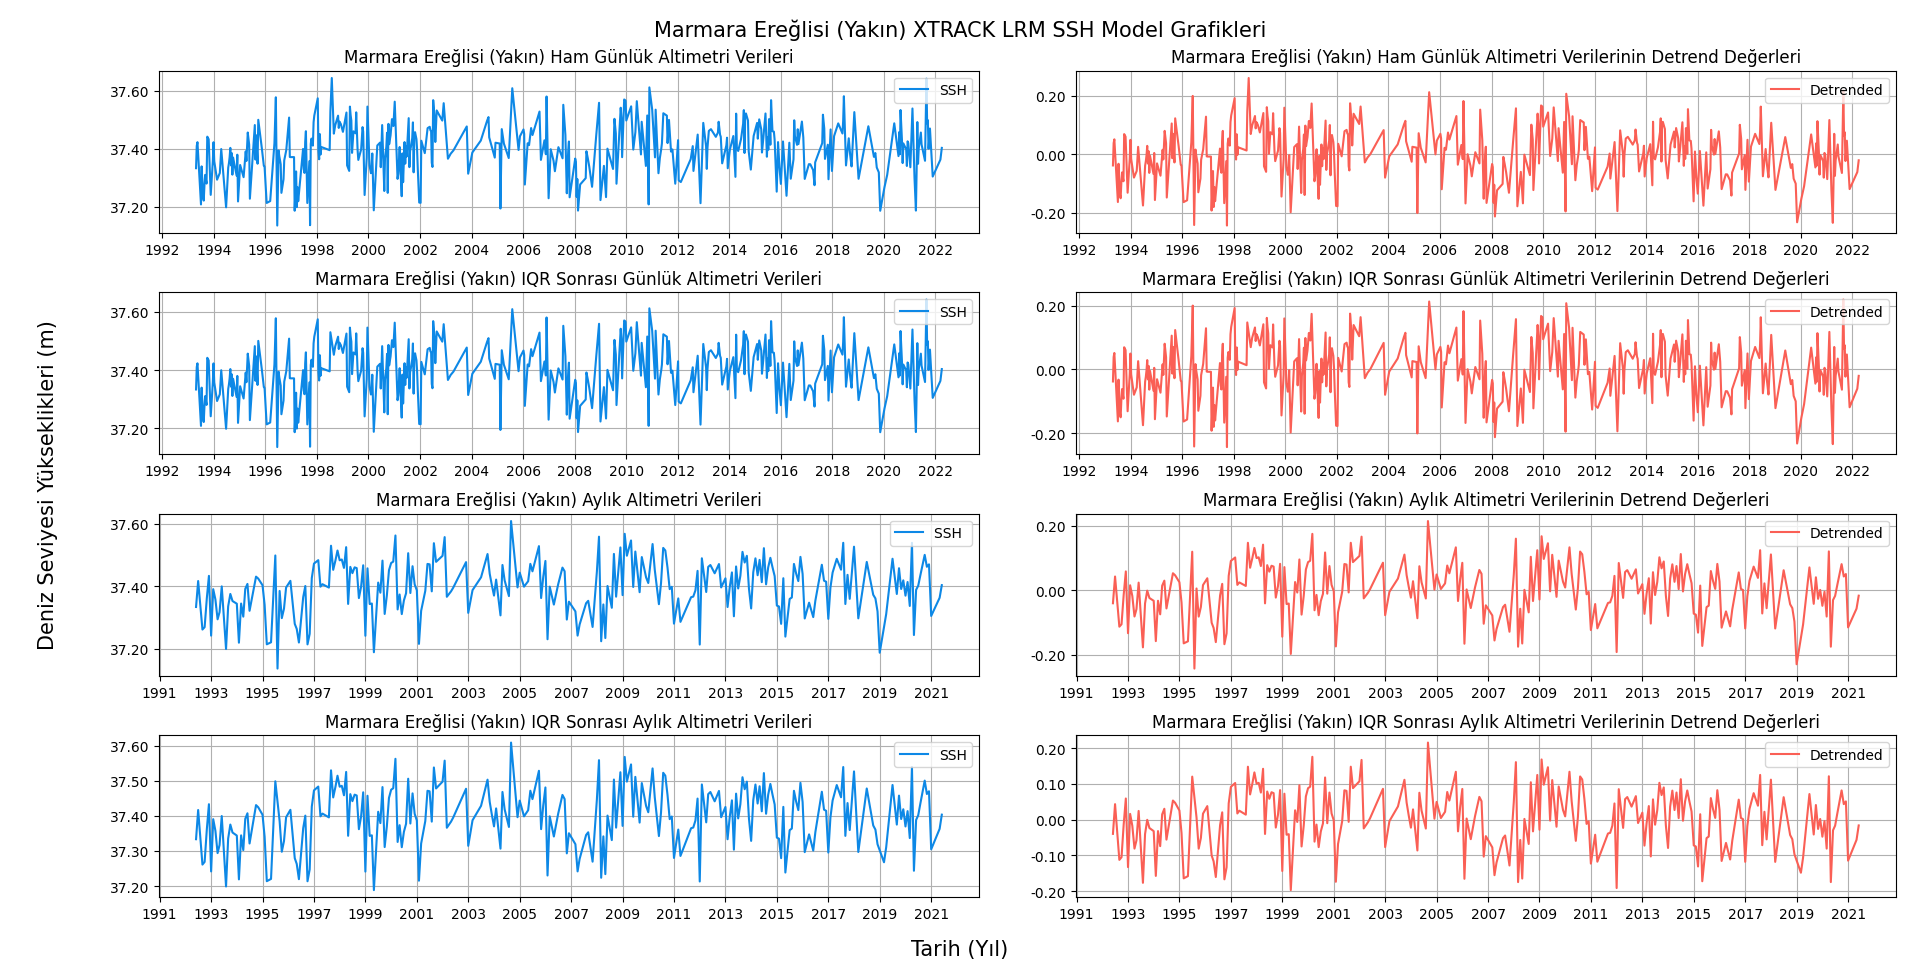 Marmara Ereğlisi (Yakın) XTRACK LRM SSH Model Grafikleri
Marmara Ereğlisi (Yakın) Ham Günlük Altimetri Verileri
37.60
37.40
37.20
SSH
1992 1994 1996 1998 2000 2002 2004 2006 2008 2010 2012 2014 2016 2018 2020 2022
Marmara Ereğlisi (Yakın) Ham Günlük Altimetri Verilerinin Detrend Değerleri
0.20
0.00
-0.20
Detrended
1992 1994 1996 1998 2000 2002 2004 2006 2008 2010 2012 2014 2016 2018 2020 2022
Marmara Ereğlisi (Yakın) IQR Sonrası Günlük Altimetri Verileri
37.60
37.40
37.20
SSH
1992 1994 1996 1998 2000 2002 2004 2006 2008 2010 2012 2014 2016 2018 2020 2022
Marmara Ereğlisi (Yakın) IQR Sonrası Günlük Altimetri Verilerinin Detrend Değerleri
0.20
0.00
-0.20
Detrended
1992 1994 1996 1998 2000 2002 2004 2006 2008 2010 2012 2014 2016 2018 2020 2022
Deniz Seviyesi Yükseklikleri (m)
Marmara Ereğlisi (Yakın) Aylık Altimetri Verileri
37.60
37.40
37.20
SSH
1991 1993 1995 1997 1999 2001 2003 2005 2007 2009 2011 2013 2015 2017 2019 2021
Marmara Ereğlisi (Yakın) Aylık Altimetri Verilerinin Detrend Değerleri
0.20
0.00
-0.20
Detrended
1991 1993 1995 1997 1999 2001 2003 2005 2007 2009 2011 2013 2015 2017 2019 2021
Marmara Ereğlisi (Yakın) IQR Sonrası Aylık Altimetri Verileri
37.60
37.50
37.40
37.30
37.20
SSH
1991 1993 1995 1997 1999 2001 2003 2005 2007 2009 2011 2013 2015 2017 2019 2021
Marmara Ereğlisi (Yakın) IQR Sonrası Aylık Altimetri Verilerinin Detrend Değerleri
0.20
0.10
0.00
-0.10
-0.20
Detrended
1991 1993 1995 1997 1999 2001 2003 2005 2007 2009 2011 2013 2015 2017 2019 2021
Tarih (Yıl)